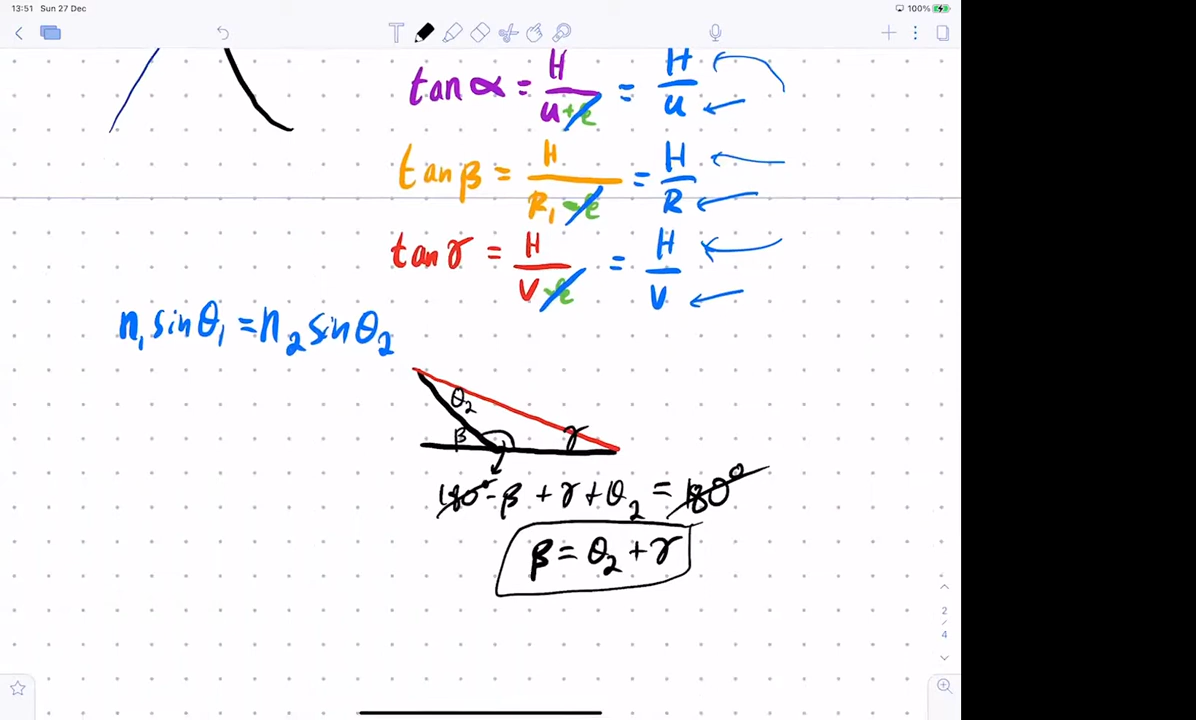 13:51 Sun 27 Dec
100%
tan α = H / u + e = H / u
tan β = H / R₁ - e = H / R
tan γ = H / V - e = H / V
n₁ sin θ₁ = n₂ sin θ₂
θ₂
β
γ
180° - β + γ + θ₂ = 180°
β = θ₂ + γ
2
/
4